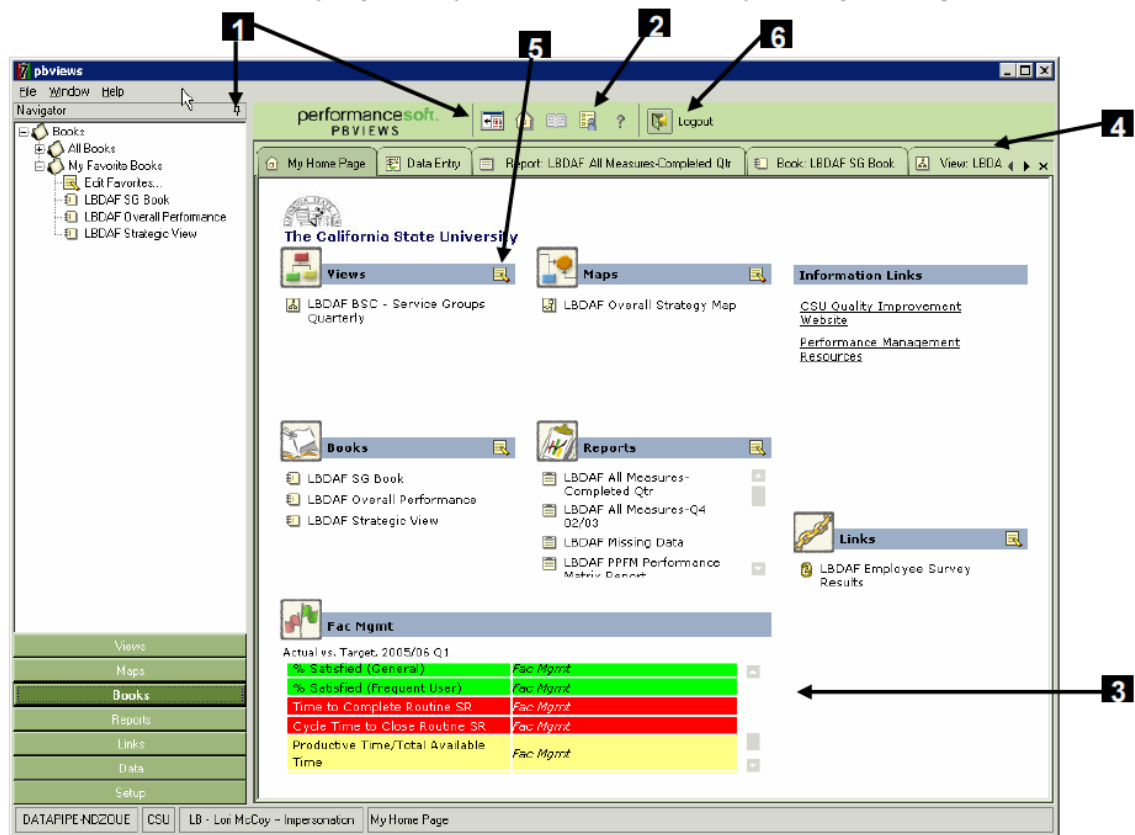 1
2
5
6
pbviews
File Window Help
Navigator
performancesoft.
PBVIEWS
?
Logout
4
Books
All Books
My Favorite Books
Edit Favorites...
LBDAF SG Book
LBDAF Overall Performance
LBDAF Strategic View
My Home Page
Data Entry
Report: LBDAF All Measures-Completed Qtr
Book: LBDAF SG Book
View: LBDA
The California State University
Views
LBDAF BSC - Service Groups
Quarterly
Maps
LBDAF Overall Strategy Map
Information Links
CSU Quality Improvement
Website
Performance Management
Resources
Books
LBDAF SG Book
LBDAF Overall Performance
LBDAF Strategic View
Reports
LBDAF All Measures-
Completed Qtr
LBDAF All Measures-Q4
02/03
LBDAF Missing Data
LBDAF PPFM Performance
Matrix Report
Links
LBDAF Employee Survey
Results
Fac Mgmt
Actual vs. Target, 2005/06 Q1
% Satisfied (General) Fac Mgmt
% Satisfied (Frequent User) Fac Mgmt
Time to Complete Routine SR Fac Mgmt
Cycle Time to Close Routine SR Fac Mgmt
Productive Time/Total Available
Time Fac Mgmt
3
Views
Maps
Books
Reports
Links
Data
Setup
DATAPIPE-NDZOUE CSU LB - Lori McCoy -- Impersonation My Home Page